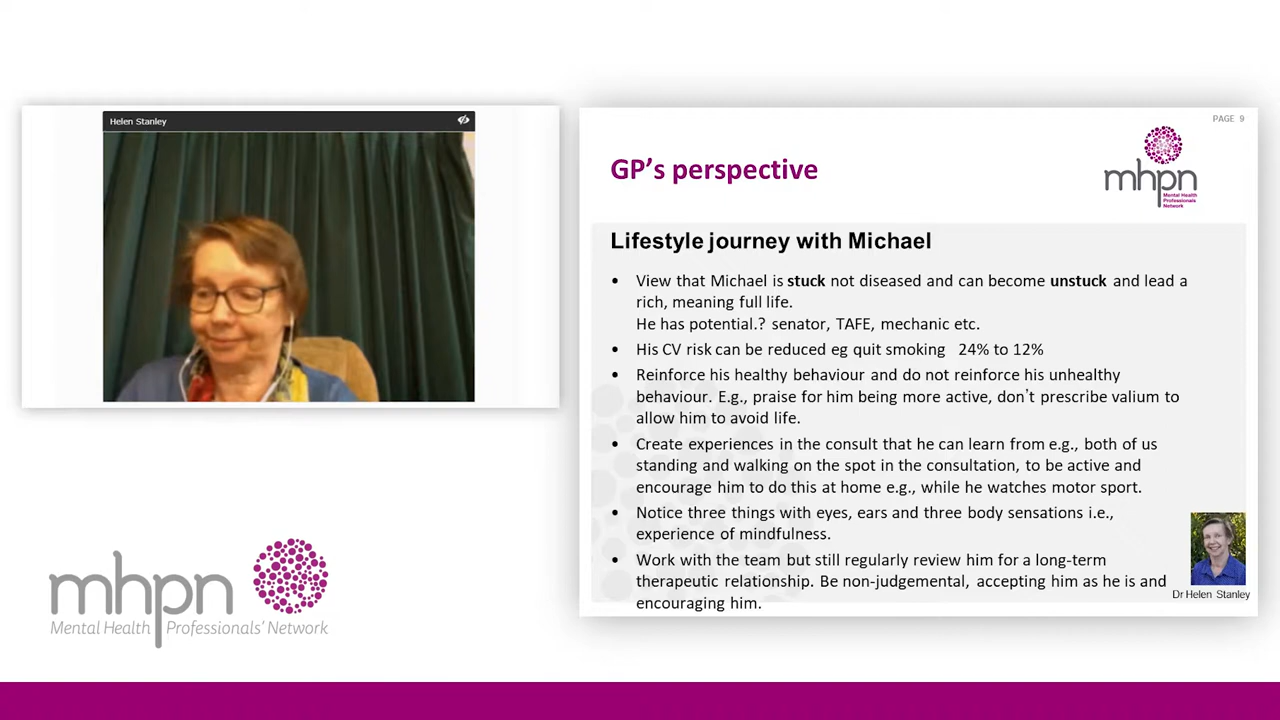 Helen Stanley
mhpn
Mental Health Professionals' Network
PAGE 9
mhpn
Mental Health
Professionals
Network
GP’s perspective
Lifestyle journey with Michael
• View that Michael is stuck not diseased and can become unstuck and lead a
rich, meaning full life.
He has potential.? senator, TAFE, mechanic etc.
• His CV risk can be reduced eg quit smoking 24% to 12%
• Reinforce his healthy behaviour and do not reinforce his unhealthy
behaviour. E.g., praise for him being more active, don’t prescribe valium to
allow him to avoid life.
• Create experiences in the consult that he can learn from e.g., both of us
standing and walking on the spot in the consultation, to be active and
encourage him to do this at home e.g., while he watches motor sport.
• Notice three things with eyes, ears and three body sensations i.e.,
experience of mindfulness.
• Work with the team but still regularly review him for a long-term
therapeutic relationship. Be non-judgemental, accepting him as he is and
encouraging him.
Dr Helen Stanley